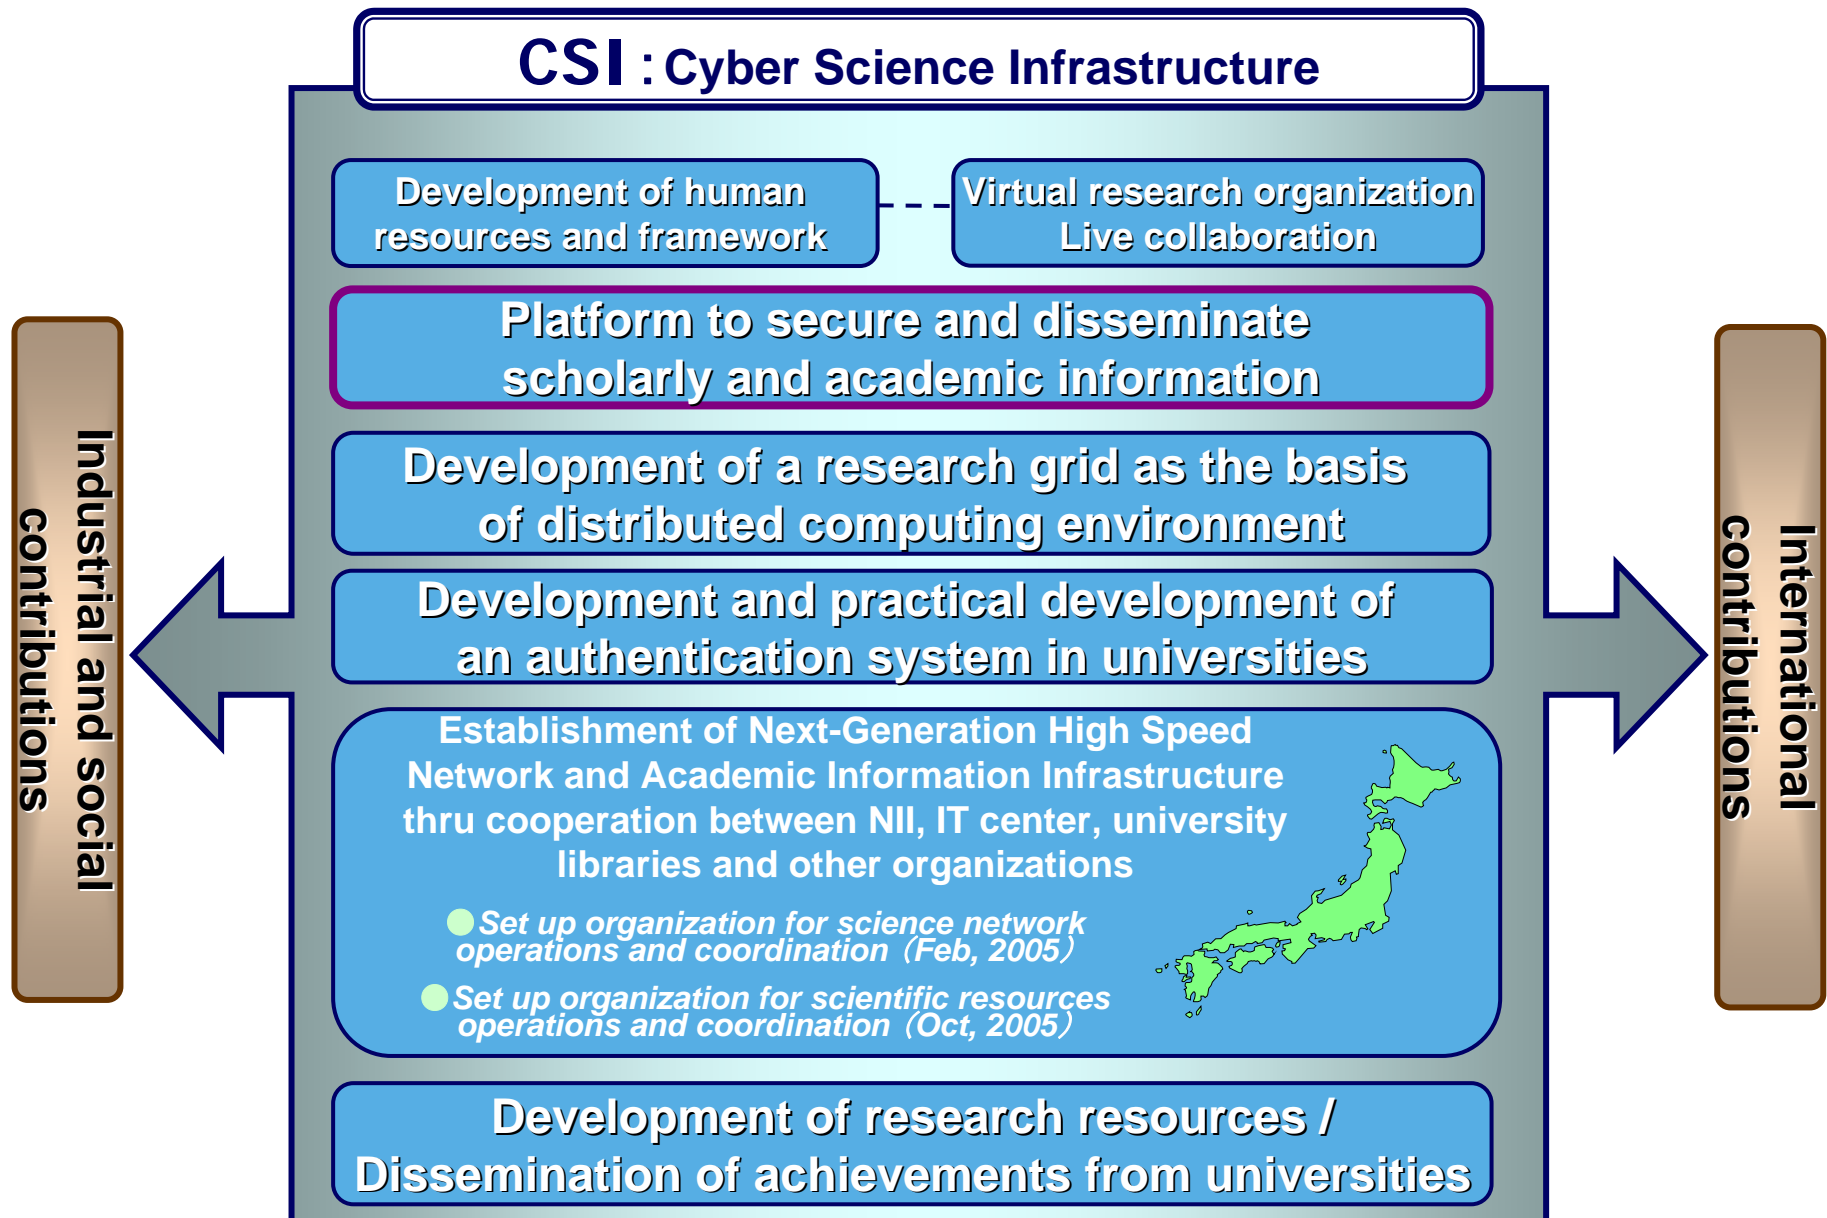 CSI : Cyber Science Infrastructure
Development of human
resources and framework
Virtual research organization
Live collaboration
Platform to secure and disseminate
scholarly and academic information
Development of a research grid as the basis
of distributed computing environment
Development and practical development of
an authentication system in universities
Establishment of Next-Generation High Speed
Network and Academic Information Infrastructure
thru cooperation between NII, IT center, university
libraries and other organizations
●Set up organization for science network
operations and coordination（Feb, 2005）
●Set up organization for scientific resources
operations and coordination（Oct, 2005）
Development of research resources /
Dissemination of achievements from universities
Industrial and social
contributions
International
contributions